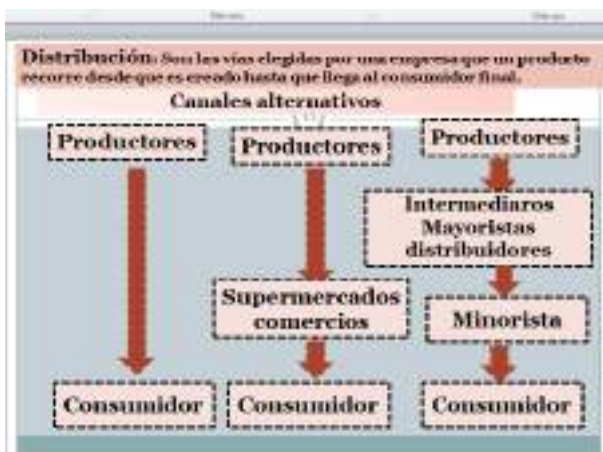 Distribución. Son las vías elegidas por una empresa que un producto
recorre desde que es creado hasta que llega al consumidor final.
Canales alternativos
Productores
Productores
Productores
Intermediaros
Mayoristas
distribuidores
Supermercados
comercios
Minorista
Consumidor
Consumidor
Consumidor